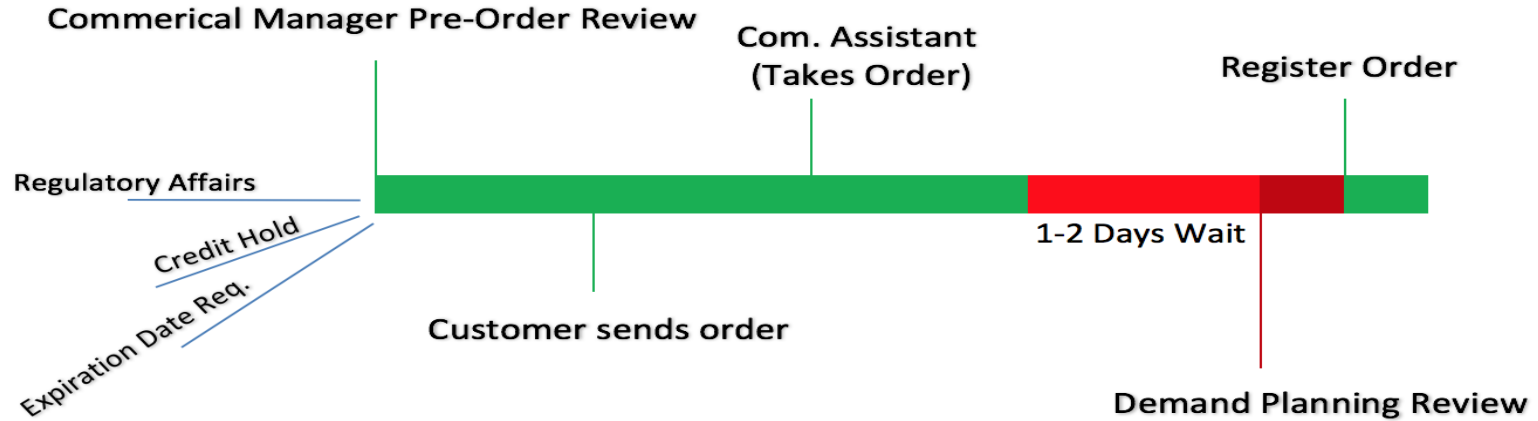 Commerical Manager Pre-Order Review
Com. Assistant
(Takes Order)
Register Order
Regulatory Affairs
Credit Hold
Expiration Date Req.
1-2 Days Wait
Customer sends order
Demand Planning Review